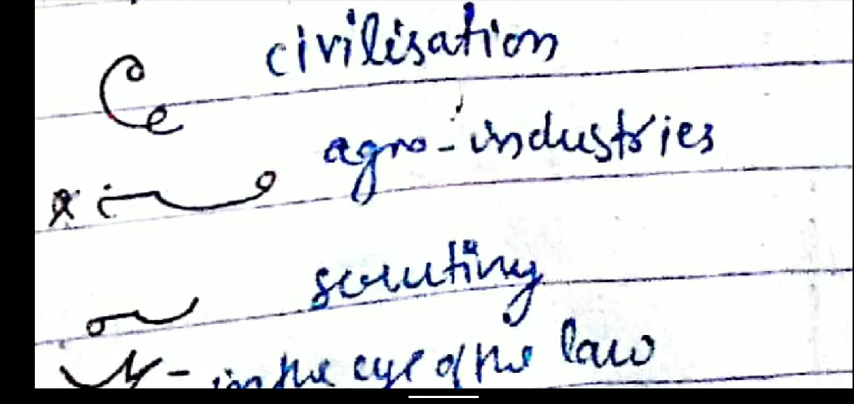 civilisation
agro-industries
scrutiny
- in the eye of the law